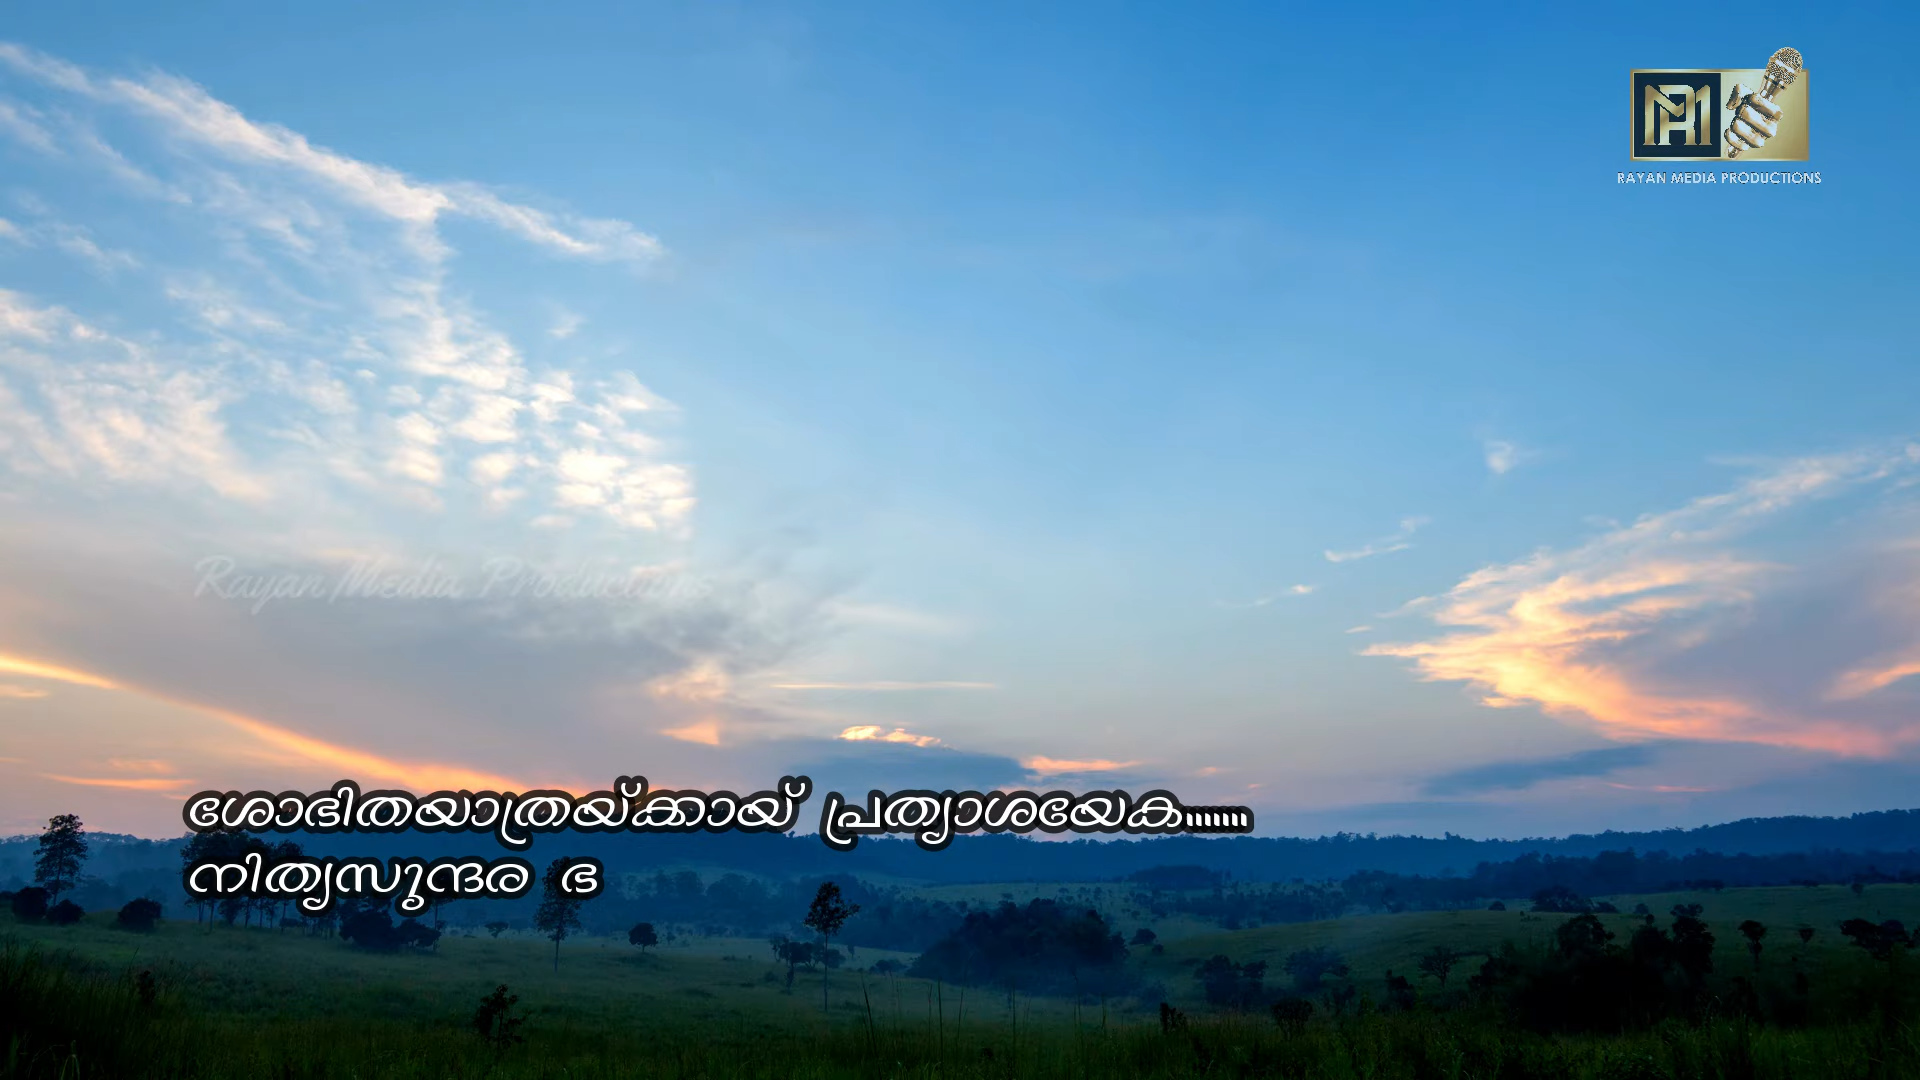 RAYAN MEDIA PRODUCTIONS
Rayan Media Productions
ശോഭിതയാത്രയ്ക്കായ് പ്രത്യാശയേക.......
നിത്യസുന്ദര ഭ